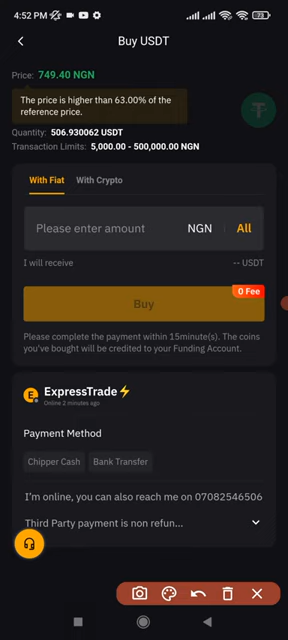 4:52 PM
73
Buy USDT
Price: 749.40 NGN
The price is higher than 63.00% of the
reference price.
Quantity: 506.930062 USDT
Transaction Limits: 5,000.00 - 500,000.00 NGN
With Fiat With Crypto
Please enter amount NGN All
I will receive -- USDT
0 Fee
Buy
Please complete the payment within 15minute(s). The coins
you've bought will be credited to your Funding Account.
E ExpressTrade⚡
Online 2 minutes ago
Payment Method
Chipper Cash Bank Transfer
I'm online, you can also reach me on 07082546506
Third Party payment is non refun...